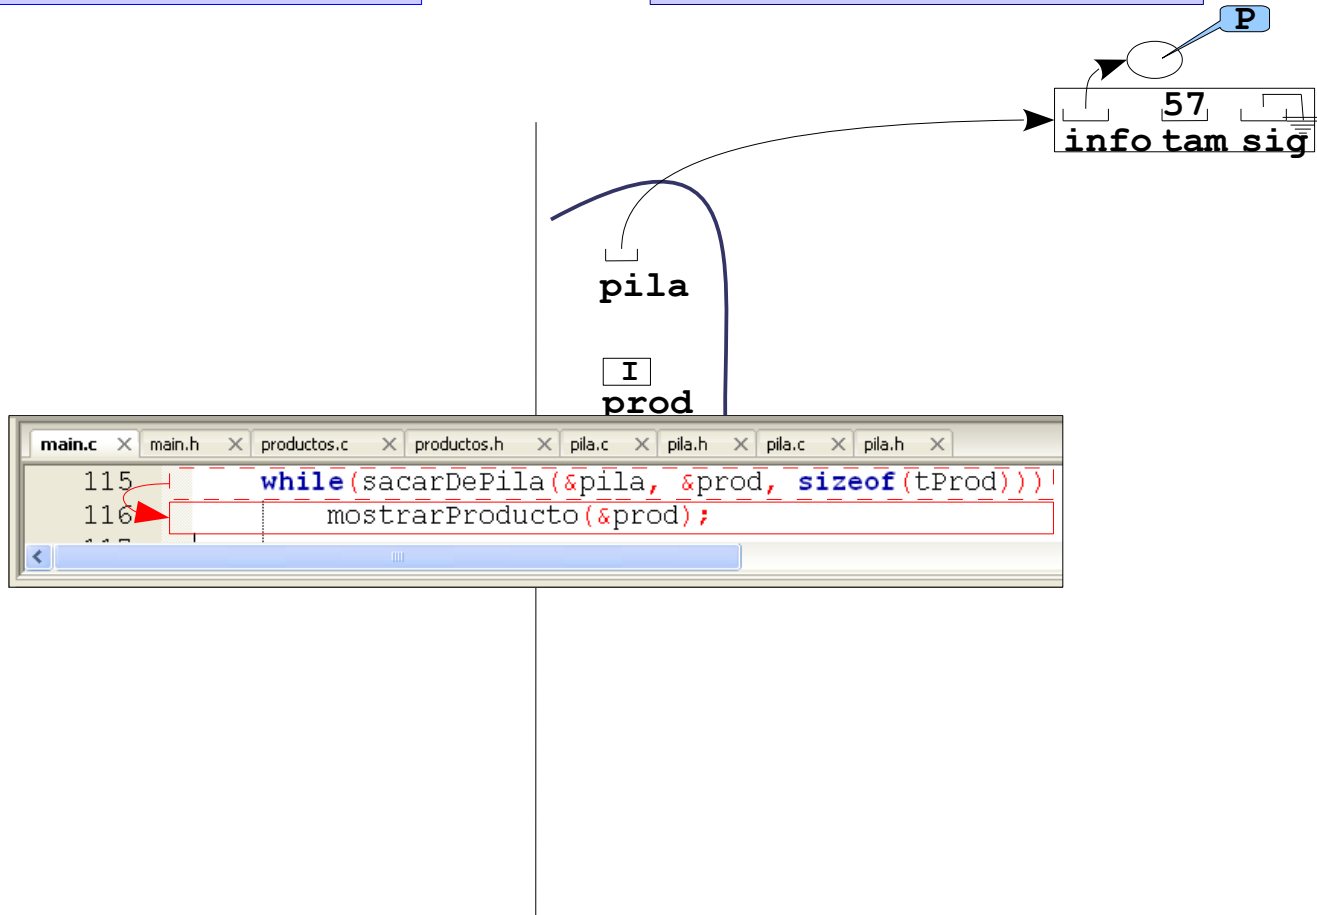 P
57
info tam sig
pila
I
prod
main.c main.h productos.c productos.h pila.c pila.h pila.c pila.h
115 while(sacarDePila(&pila, &prod, sizeof(tProd)))
116 mostrarProducto(&prod);